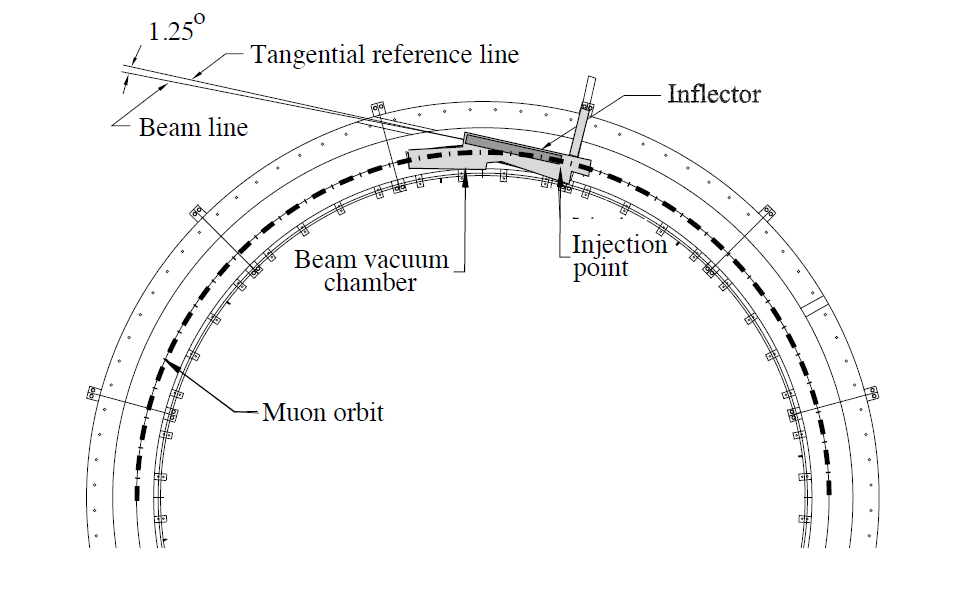 1.25°
Tangential reference line
Beam line
Inflector
Beam vacuum
chamber
Injection
point
Muon orbit